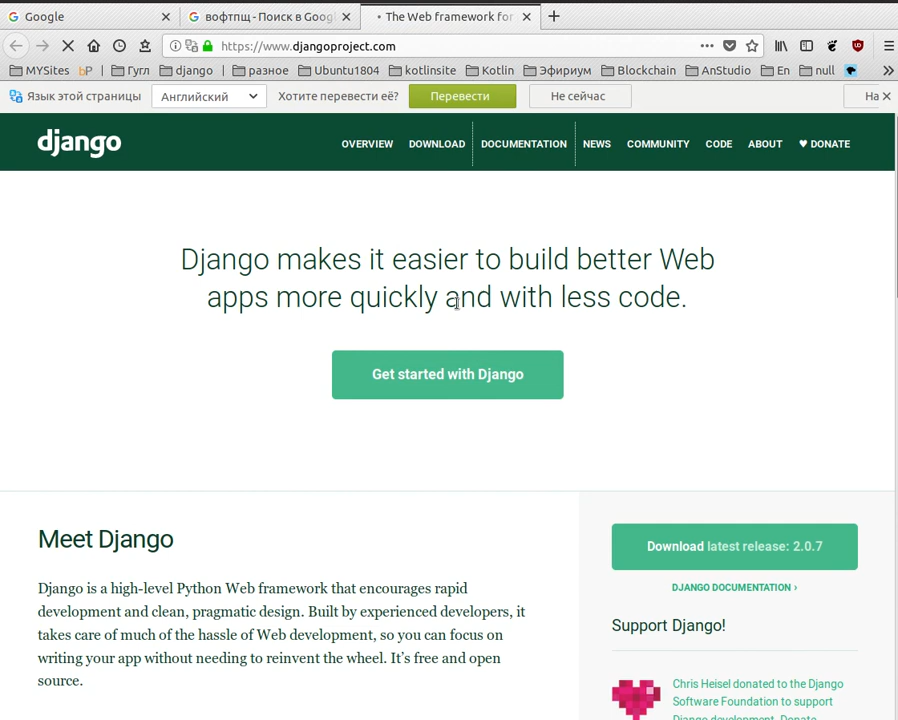 Google
вофтпщ - Поиск в Goog
The Web framework for
https://www.djangoproject.com
MYSites
bP
Гугл
django
разное
Ubuntu1804
kotlinsite
Kotlin
Эфириум
Blockchain
AnStudio
En
null
Язык этой страницы
Английский
Хотите перевести её?
Перевести
Не сейчас
На
django
OVERVIEW
DOWNLOAD
DOCUMENTATION
NEWS
COMMUNITY
CODE
ABOUT
♥ DONATE
Django makes it easier to build better Web
apps more quickly and with less code.
Get started with Django
Meet Django
Django is a high-level Python Web framework that encourages rapid
development and clean, pragmatic design. Built by experienced developers, it
takes care of much of the hassle of Web development, so you can focus on
writing your app without needing to reinvent the wheel. It's free and open
source.
Download latest release: 2.0.7
DJANGO DOCUMENTATION ›
Support Django!
Chris Heisel donated to the Django
Software Foundation to support
Django development. Donate